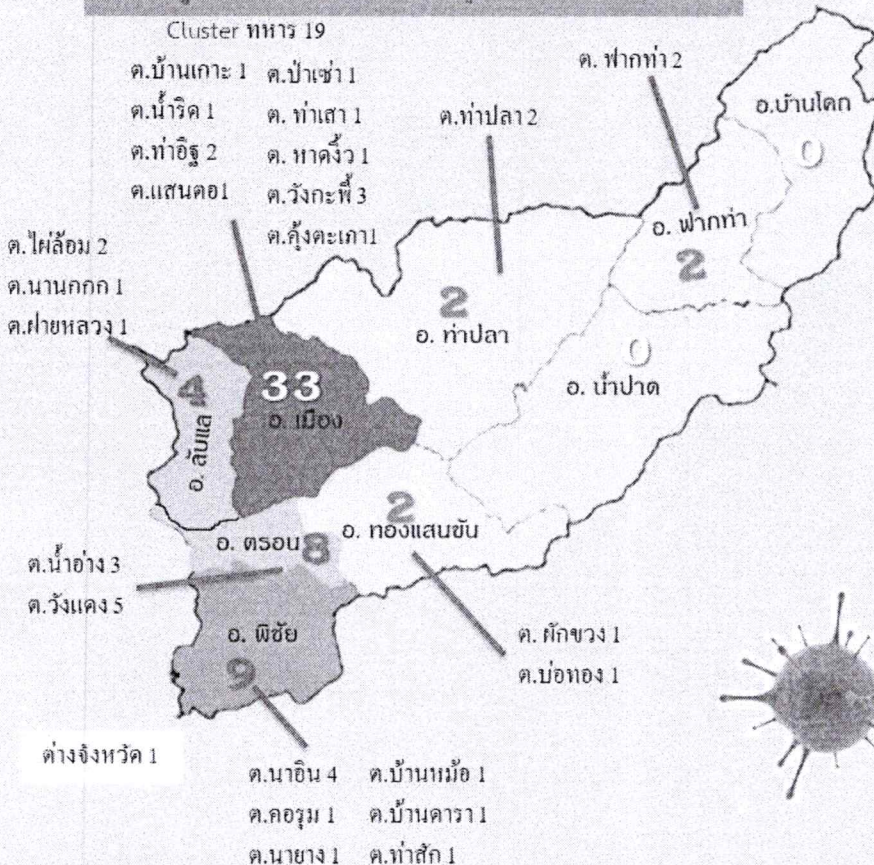 Cluster ทหาร 19
ต.บ้านเกาะ 1 ต.ป่าเซ่า 1
ต.น้ำริด 1 ต. ท่าเสา 1
ต.ท่าอิฐ 2 ต. หาดงิ้ว 1
ต.แสนตอ1 ต.วังกะพี้ 3
ต.คุ้งตะเภา1
ต.ท่าปลา 2
ต. ฟากท่า 2
อ.บ้านโคก
0
อ. ฟากท่า
2
ต.ไผ่ล้อม 2
ต.นานกกก 1
ต.ฝายหลวง 1
2
อ. ท่าปลา
0
อ. น้ำปาด
4
อ. ลับแล
33
อ. เมือง
2
อ. ทองแสนขัน
อ. ตรอน 8
ต.น้ำอ่าง 3
ต.วังแดง 5
อ. พิชัย
9
ต. ผักขวง 1
ต.บ่อทอง 1
ต่างจังหวัด 1
ต.นาอิน 4 ต.บ้านหม้อ 1
ต.คอรุม 1 ต.บ้านดารา 1
ต.นายาง 1 ต.ท่าสัก 1